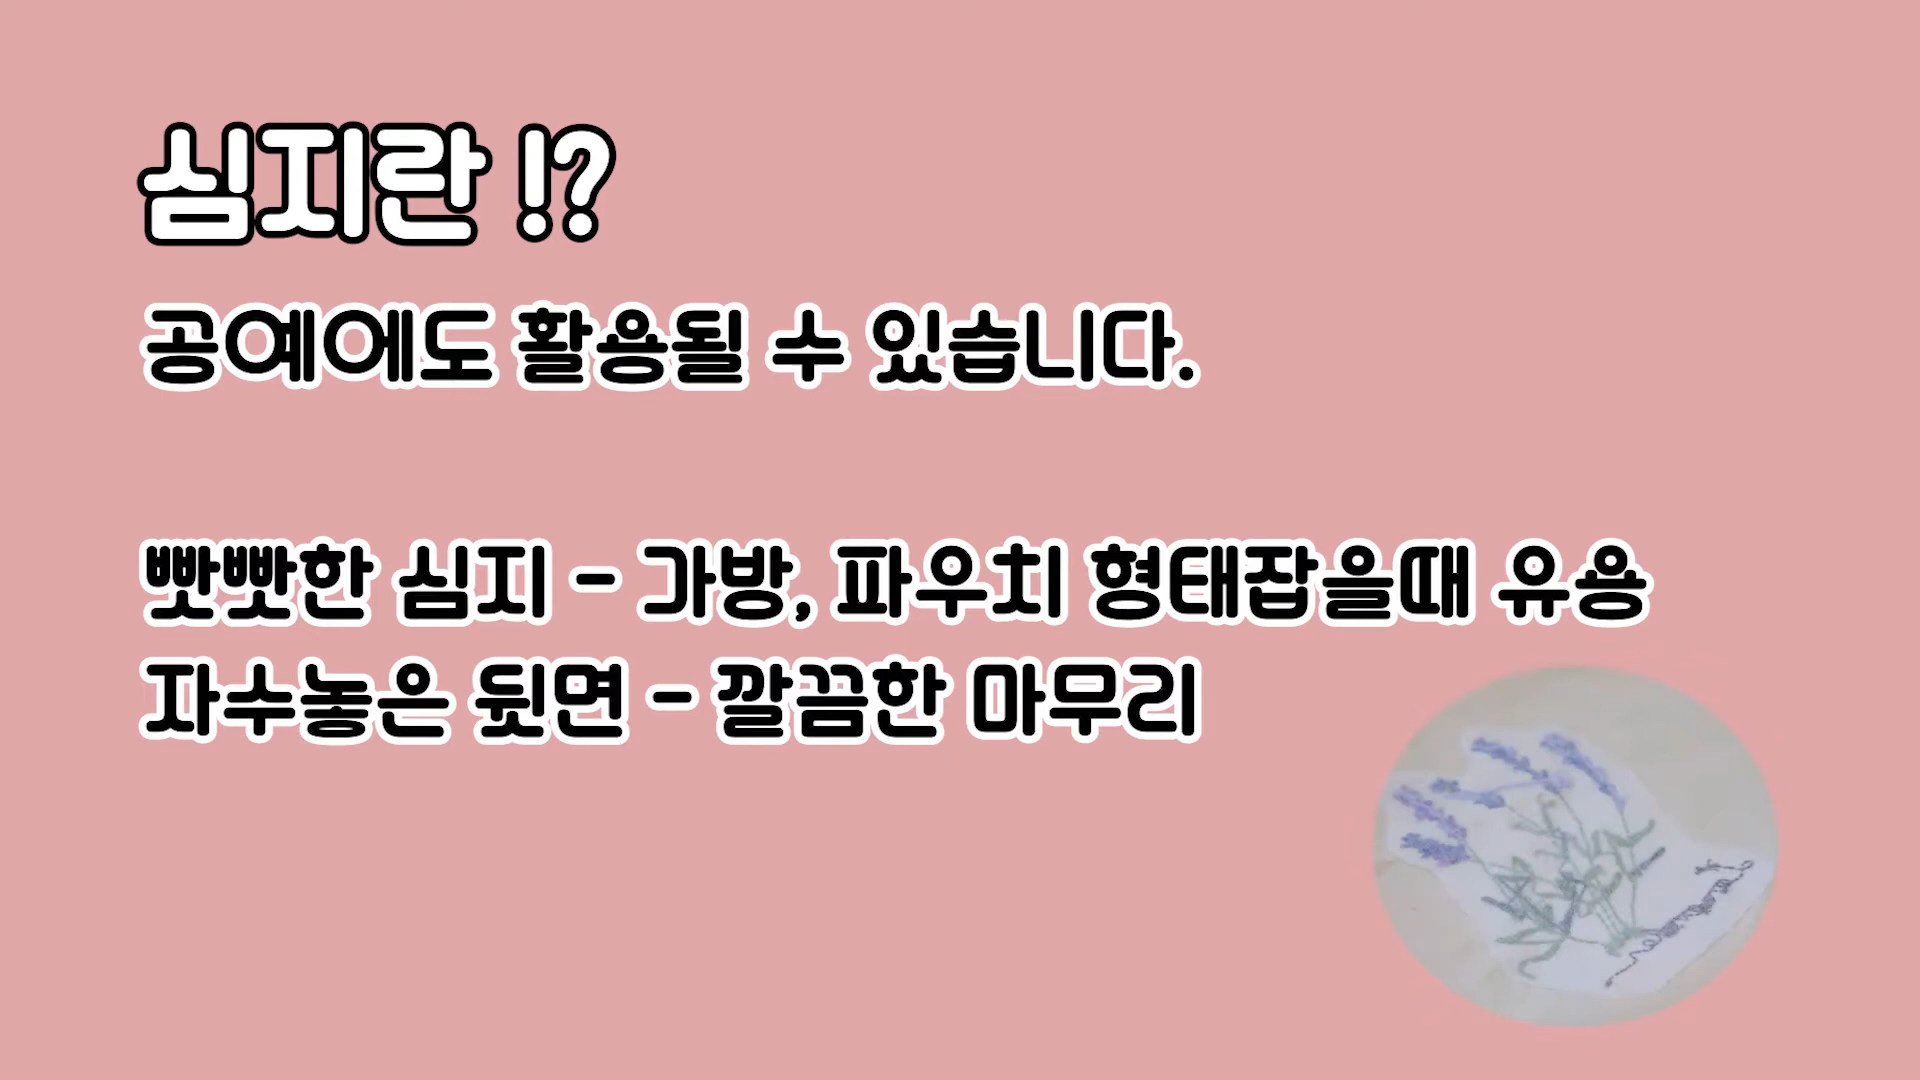 심지란 !?
공예에도 활용될 수 있습니다.
빳빳한 심지 - 가방, 파우치 형태잡을때 유용
자수놓은 뒷면 - 깔끔한 마무리